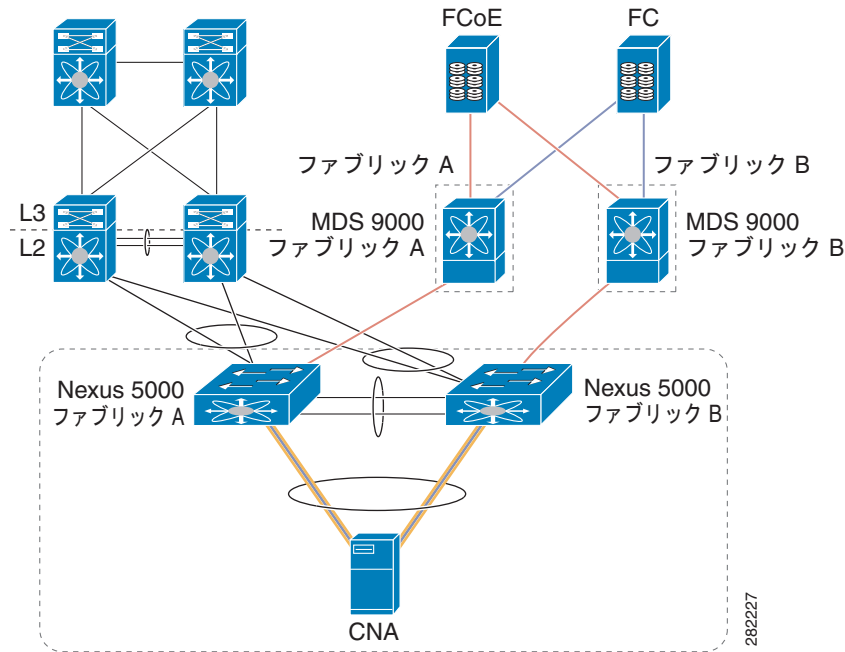 FCoE
FC
ファブリック A
ファブリック B
L3
L2
MDS 9000
ファブリック A
MDS 9000
ファブリック B
Nexus 5000
ファブリック A
Nexus 5000
ファブリック B
CNA
282227